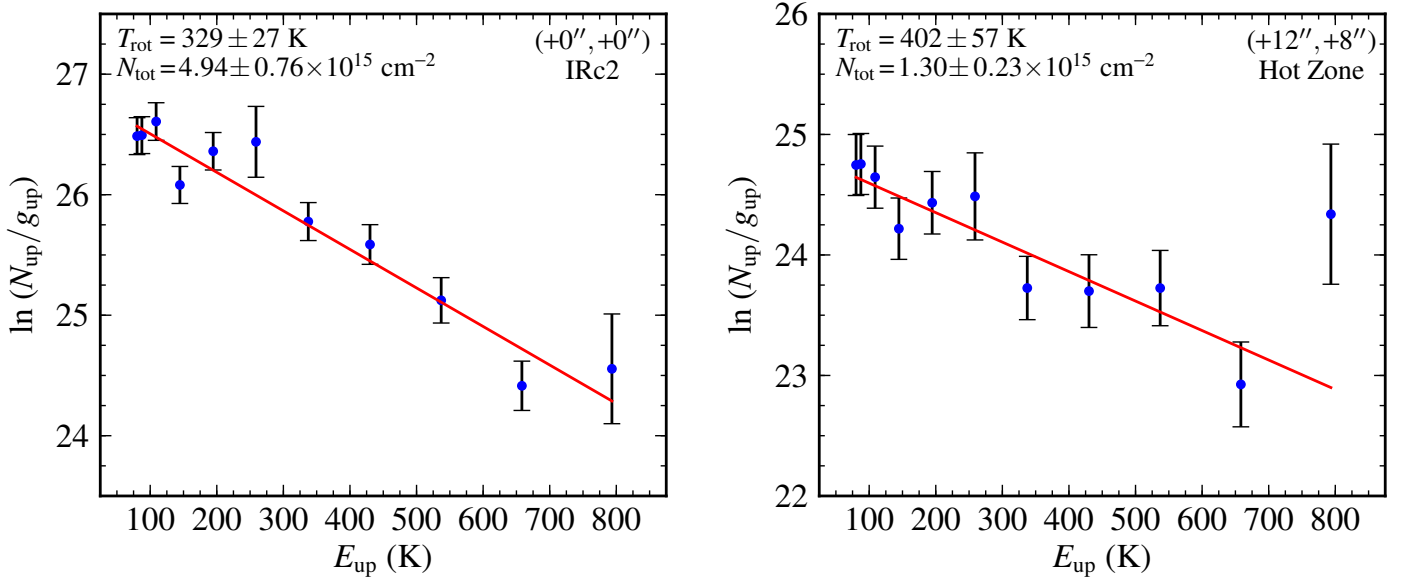 T_rot = 329 ± 27 K
N_tot = 4.94 ± 0.76 × 10^15 cm^−2
(+0″, +0″)
IRc2
27
26
25
24
ln (N_up/g_up)
100 200 300 400 500 600 700 800
E_up (K)
T_rot = 402 ± 57 K
N_tot = 1.30 ± 0.23 × 10^15 cm^−2
(+12″, +8″)
Hot Zone
26
25
24
23
22
ln (N_up/g_up)
100 200 300 400 500 600 700 800
E_up (K)